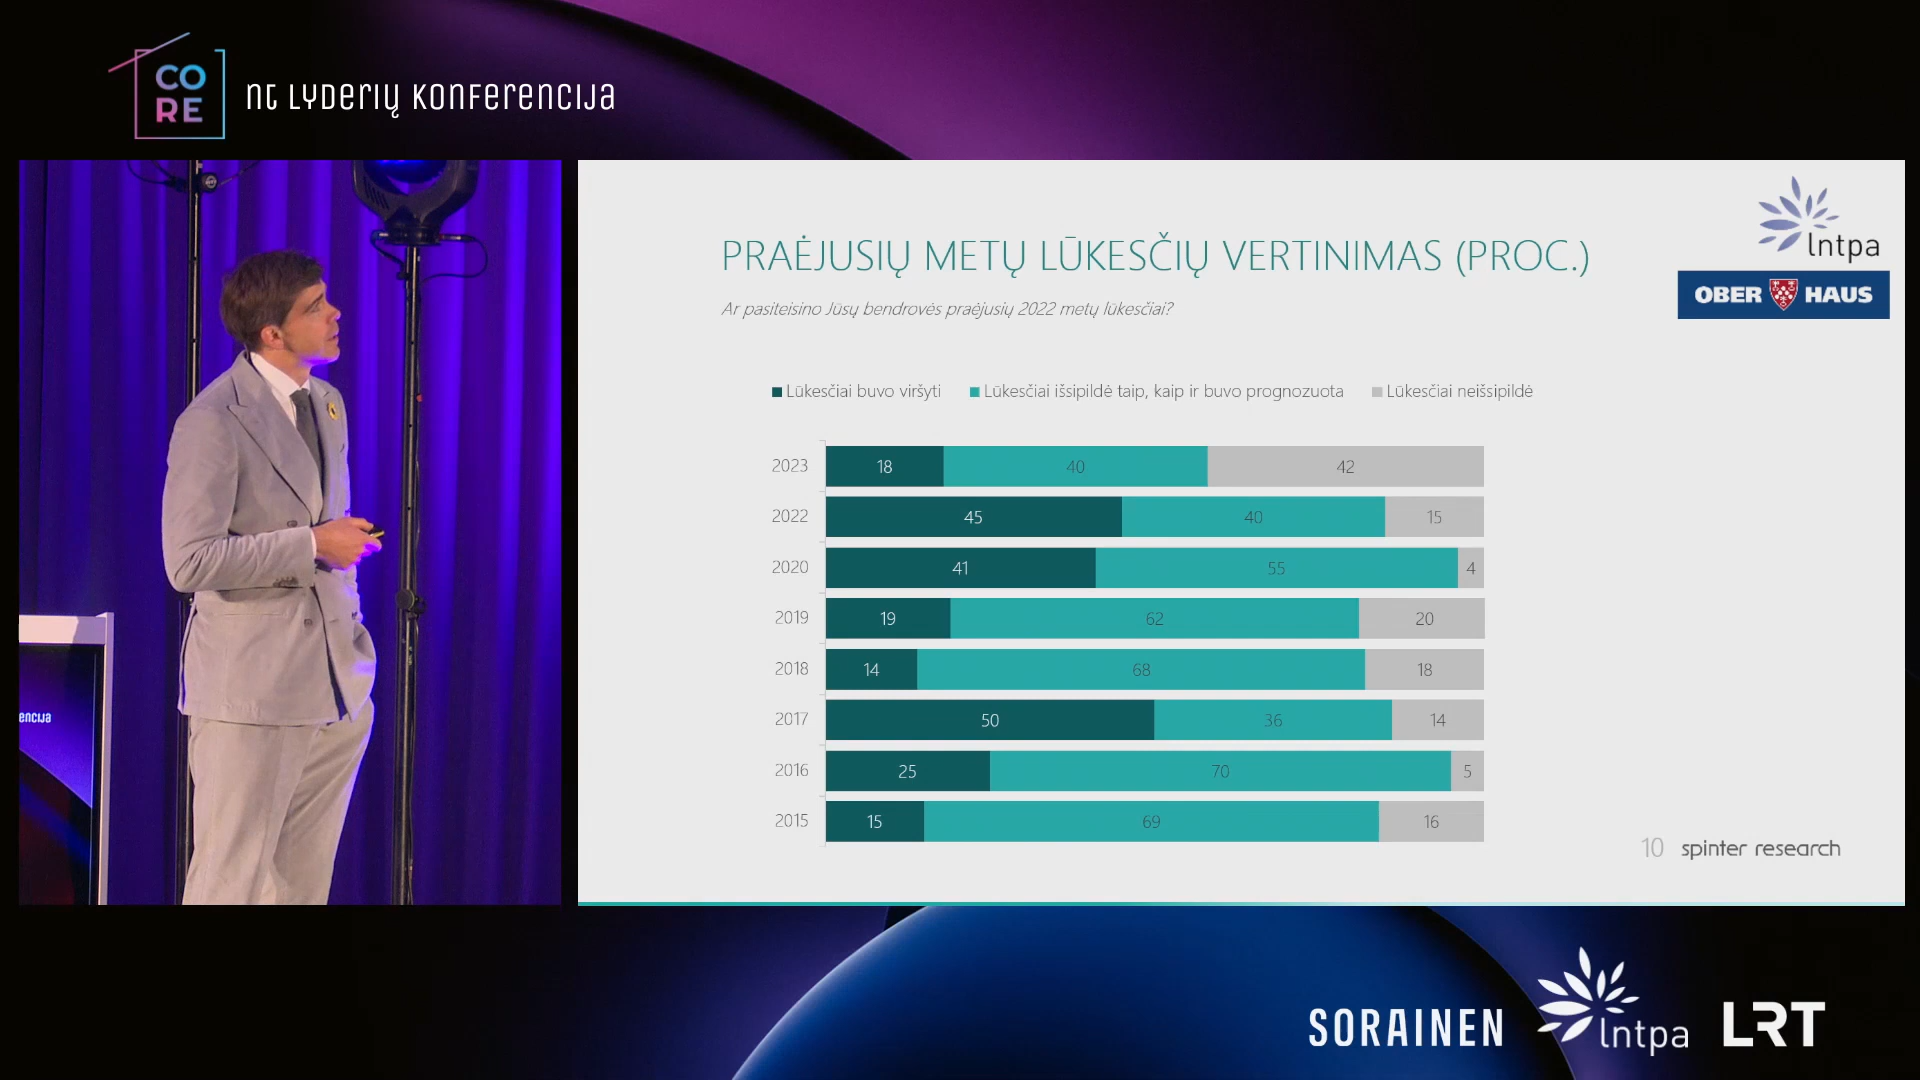 CO
RE
nt Lyderių Konferencija
encija
PRAĖJUSIŲ METŲ LŪKESČIŲ VERTINIMAS (PROC.)
Ar pasiteisino Jūsų bendrovės praėjusių 2022 metų lūkesčiai?
lntpa
OBER HAUS
Lūkesčiai buvo viršyti Lūkesčiai išsipildė taip, kaip ir buvo prognozuota Lūkesčiai neišsipildė
2023 18 40 42
2022 45 40 15
2020 41 55 4
2019 19 62 20
2018 14 68 18
2017 50 36 14
2016 25 70 5
2015 15 69 16
10 spinter research
SORAINEN lntpa LRT